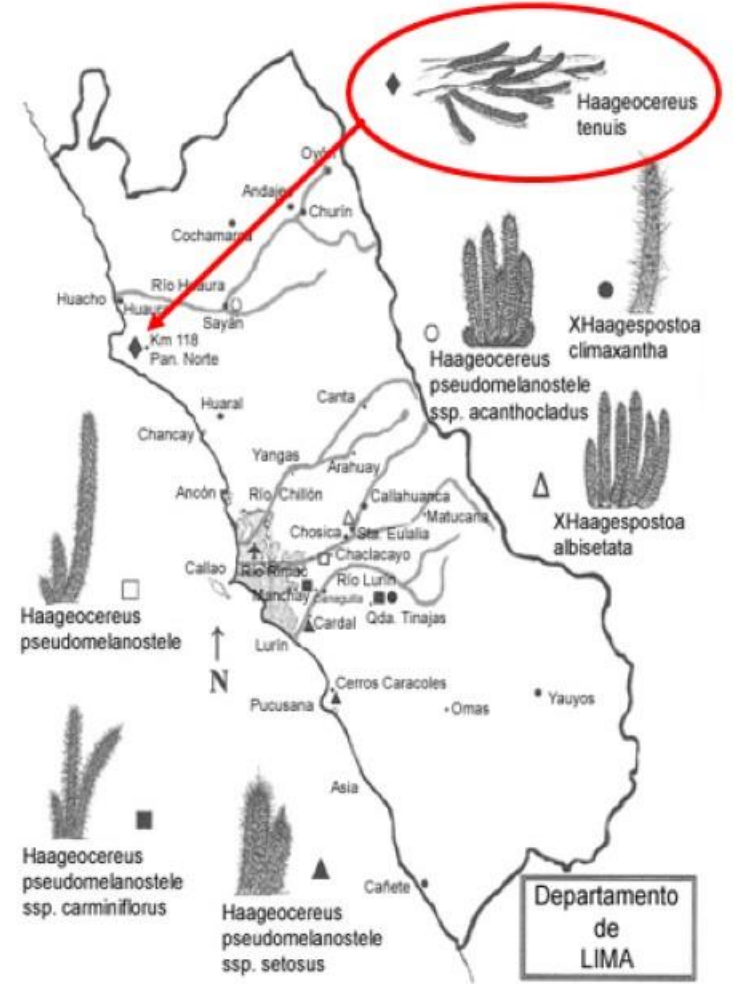 Haageocereus
tenuis
Oyón
Andajes
Churín
Cochamarca
Río Huaura
Huacho
Huaura
Sayán
XHaagespostoa
climaxantha
Km 118
Pan. Norte
Haageocereus
pseudomelanostele
ssp. acanthocladus
Canta
Huaral
Chancay
Yangas
Arahuay
Ancón
Río Chillón
Callahuanca
Matucana
XHaagespostoa
albisetata
Chosica
Sta. Eulalia
Chaclacayo
Callao
Río Rímac
Río Lurín
Manchay
Cieneguilla
Qda. Tinajas
Haageocereus
pseudomelanostele
Cardal
Lurín
N
Cerros Caracoles
Pucusana
Omas
Yauyos
Asia
Haageocereus
pseudomelanostele
ssp. carminiflorus
Cañete
Haageocereus
pseudomelanostele
ssp. setosus
Departamento
de
LIMA